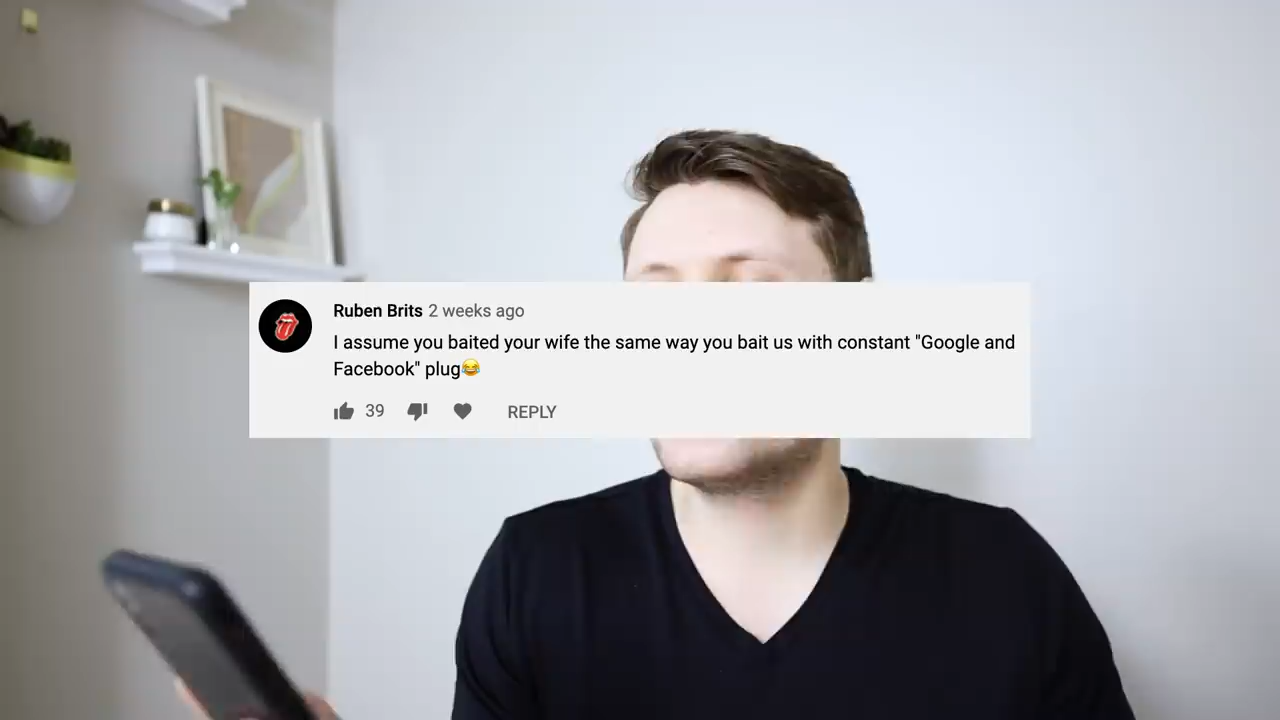 Ruben Brits 2 weeks ago
I assume you baited your wife the same way you bait us with constant "Google and
Facebook" plug😂
39 REPLY